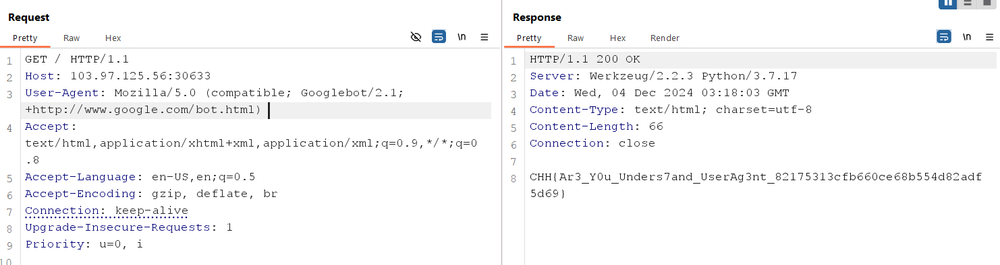 Request
Pretty Raw Hex \n
1 GET / HTTP/1.1
2 Host: 103.97.125.56:30633
3 User-Agent: Mozilla/5.0 (compatible; Googlebot/2.1;
+http://www.google.com/bot.html)
4 Accept:
text/html,application/xhtml+xml,application/xml;q=0.9,*/*;q=0
.8
5 Accept-Language: en-US,en;q=0.5
6 Accept-Encoding: gzip, deflate, br
7 Connection: keep-alive
8 Upgrade-Insecure-Requests: 1
9 Priority: u=0, i
10
Response
Pretty Raw Hex Render \n
1 HTTP/1.1 200 OK
2 Server: Werkzeug/2.2.3 Python/3.7.17
3 Date: Wed, 04 Dec 2024 03:18:03 GMT
4 Content-Type: text/html; charset=utf-8
5 Content-Length: 66
6 Connection: close
7
8 CHH{Ar3_Y0u_Unders7and_UserAg3nt_82175313cfb660ce68b554d82adf
5d69}